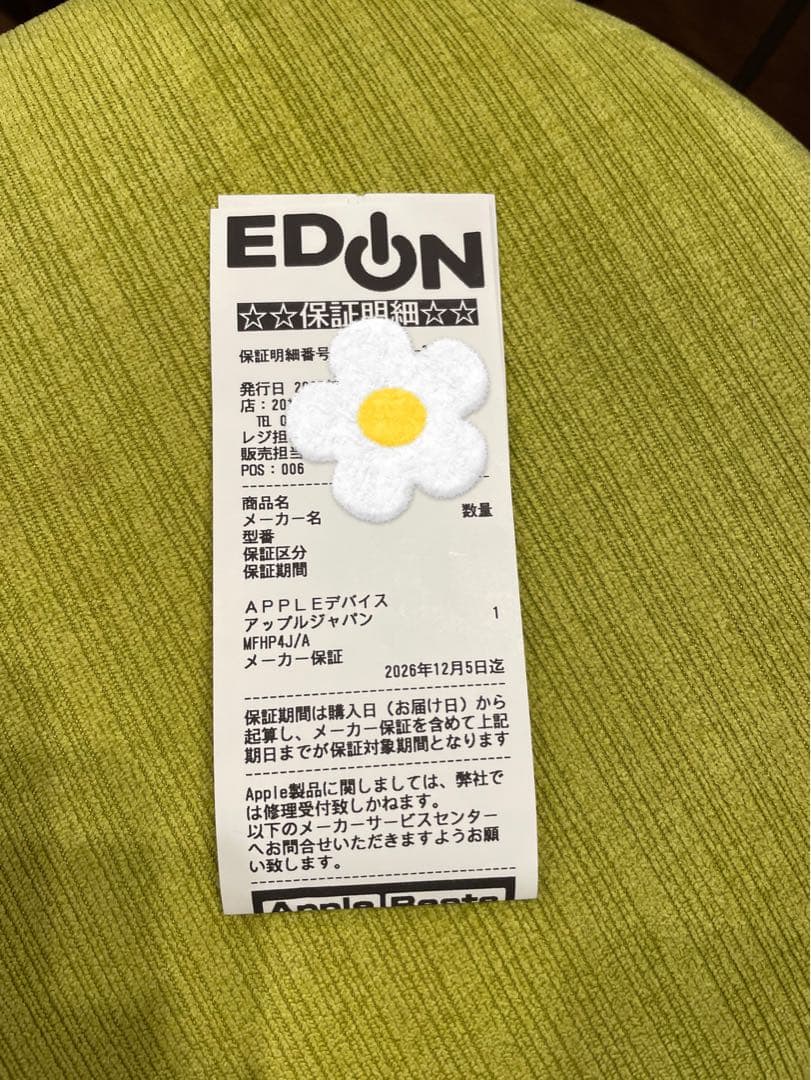 EDION
☆☆保証明細☆☆
保証明細番号
発行日
店：20
TEL 0
レジ担
販売担当
POS：006
商品名
メーカー名 数量
型番
保証区分
保証期間
ＡＰＰＬＥデバイス
アップルジャパン 1
MFHP4J/A
メーカー保証
2026年12月5日迄
保証期間は購入日（お届け日）から
起算し、メーカー保証を含めて上記
期日までが保証対象期間となります
Apple製品に関しましては、弊社で
は修理受付致しかねます。
以下のメーカーサービスセンター
へお問合せいただきますようお願
い致します。
Apple Beats